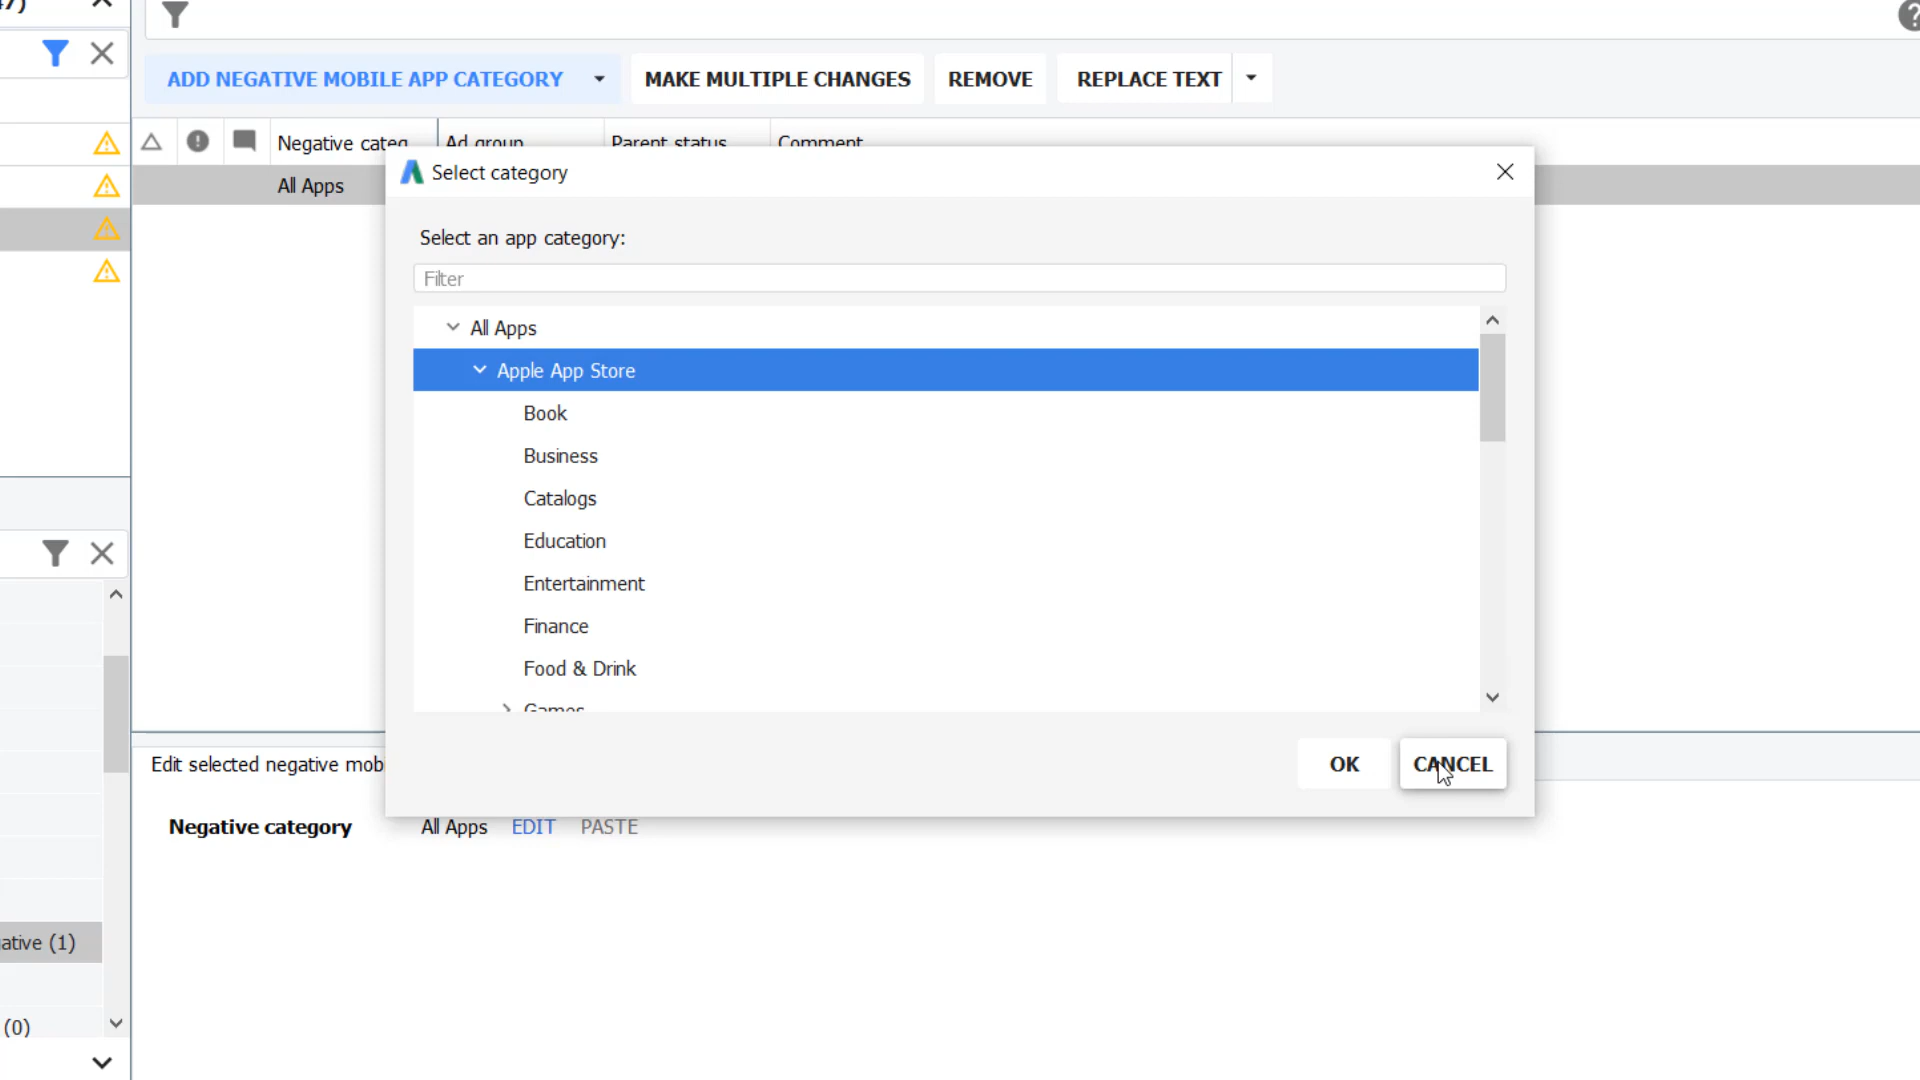 ADD NEGATIVE MOBILE APP CATEGORY
MAKE MULTIPLE CHANGES
REMOVE
REPLACE TEXT
Negative categ
Ad group
Parent status
Comment
All Apps
Select category
Select an app category:
Filter
All Apps
Apple App Store
Book
Business
Catalogs
Education
Entertainment
Finance
Food & Drink
Games
OK
CANCEL
Edit selected negative mobi
Negative category
All Apps
EDIT
PASTE
ative (1)
(0)